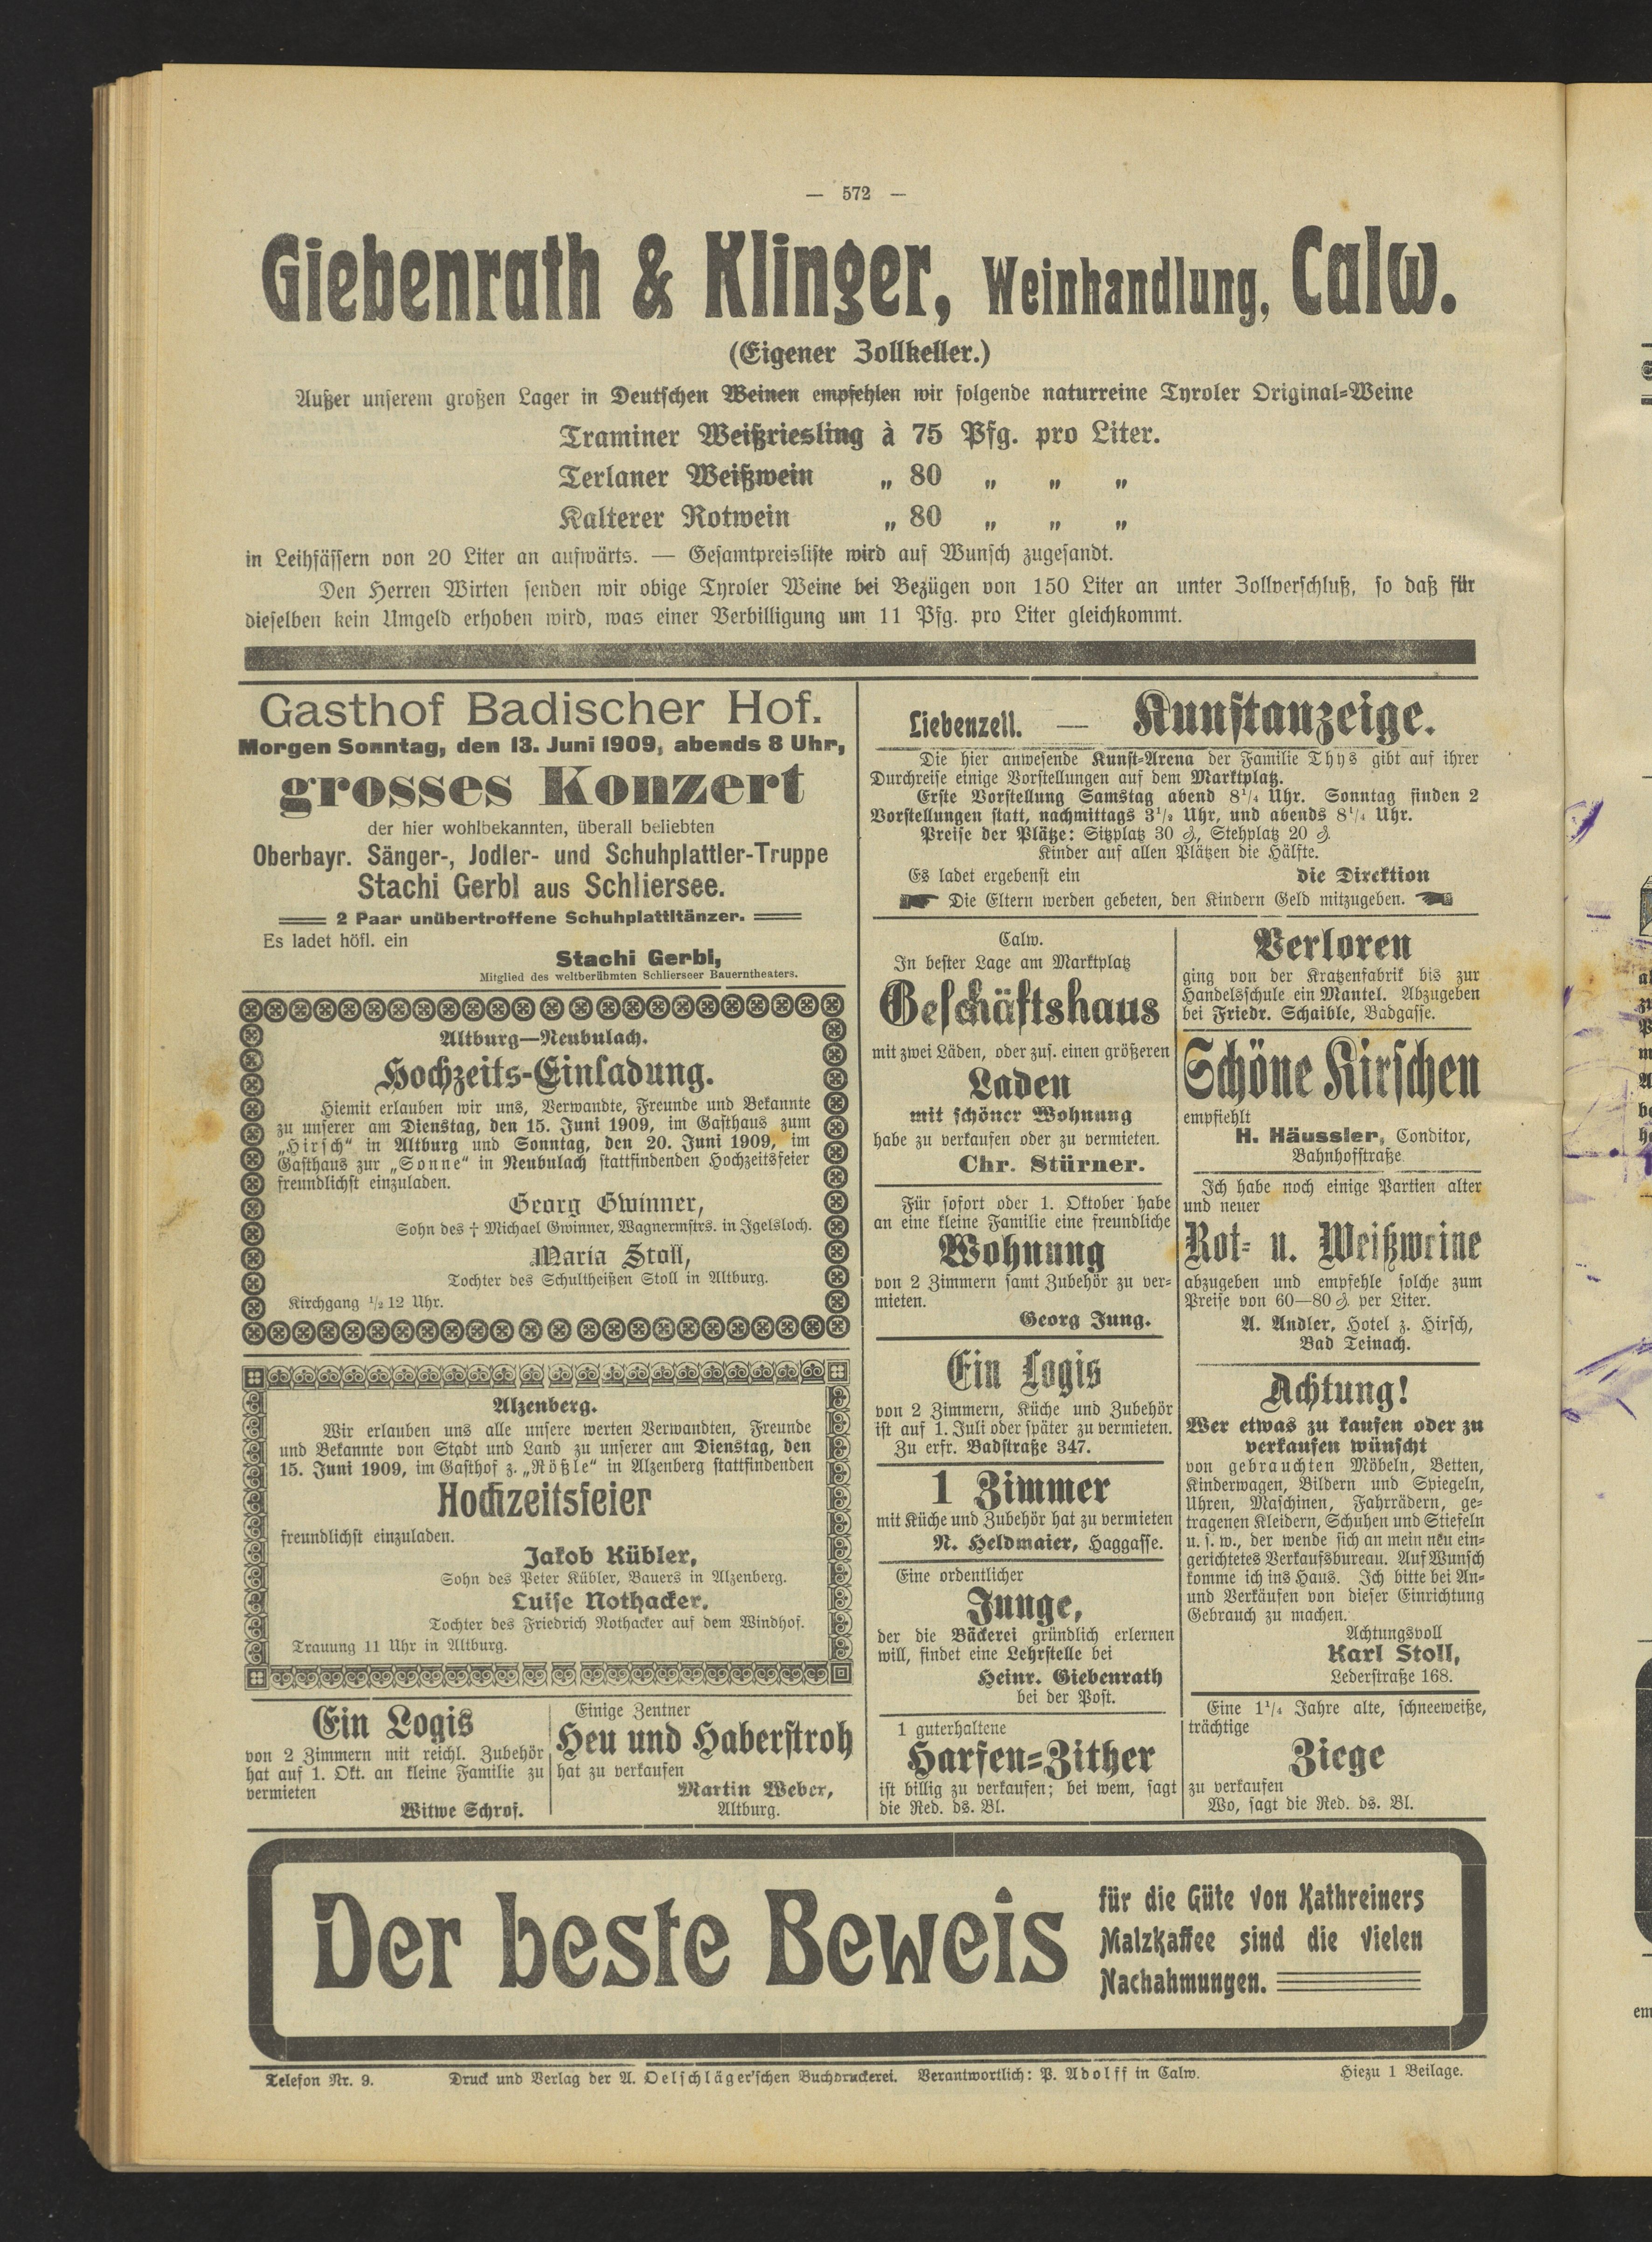 — 572 —
Giebenrath & Klinger, Weinhandlung, Calw.
(Eigener Zollkeller.)
Außer unserem großen Lager in Deutschen Weinen empfehlen wir folgende naturreine Tyroler Original=Weine
Traminer Weißriesling à 75 Pfg. pro Liter.
Terlaner Weißwein „ 80 „ „ „
Kalterer Rotwein „ 80 „ „ „
in Leihfässern von 20 Liter an aufwärts. — Gesamtpreisliste wird auf Wunsch zugesandt.
Den Herren Wirten senden wir obige Tyroler Weine bei Bezügen von 150 Liter an unter Zollverschluß, so daß für
dieselben kein Umgeld erhoben wird, was einer Verbilligung um 11 Pfg. pro Liter gleichkommt.
Gasthof Badischer Hof.
Morgen Sonntag, den 13. Juni 1909, abends 8 Uhr,
grosses Konzert
der hier wohlbekannten, überall beliebten
Oberbayr. Sänger-, Jodler- und Schuhplattler-Truppe
Stachi Gerbl aus Schliersee.
2 Paar unübertroffene Schuhplattltänzer.
Es ladet höfl. ein
Stachi Gerbl,
Mitglied des weltberühmten Schlierseer Bauerntheaters.
Altburg—Neubulach.
Hochzeits-Einladung.
Hiemit erlauben wir uns, Verwandte, Freunde und Bekannte
zu unserer am Dienstag, den 15. Juni 1909, im Gasthaus zum
„Hirsch“ in Altburg und Sonntag, den 20. Juni 1909, im
Gasthaus zur „Sonne“ in Neubulach stattfindenden Hochzeitsfeier
freundlichst einzuladen.
Georg Gwinner,
Sohn des † Michael Gwinner, Wagnermstrs. in Igelsloch.
Maria Stoll,
Tochter des Schultheißen Stoll in Altburg.
Kirchgang ½12 Uhr.
Alzenberg.
Wir erlauben uns alle unsere werten Verwandten, Freunde
und Bekannte von Stadt und Land zu unserer am Dienstag, den
15. Juni 1909, im Gasthof z. „Rößle“ in Alzenberg stattfindenden
Hochzeitsfeier
freundlichst einzuladen.
Jakob Kübler,
Sohn des Peter Kübler, Bauers in Alzenberg.
Luise Nothacker.
Tochter des Friedrich Nothacker auf dem Windhof.
Trauung 11 Uhr in Altburg.
Ein Logis
von 2 Zimmern mit reichl. Zubehör
hat auf 1. Okt. an kleine Familie zu
vermieten
Witwe Schrof.
Einige Zentner
Heu und Haberstroh
hat zu verkaufen
Martin Weber,
Altburg.
Liebenzell. — Kunstanzeige.
Die hier anwesende Kunst=Arena der Familie Thys gibt auf ihrer
Durchreise einige Vorstellungen auf dem Marktplatz.
Erste Vorstellung Samstag abend 8¼ Uhr. Sonntag finden 2
Vorstellungen statt, nachmittags 3½ Uhr, und abends 8¼ Uhr.
Preise der Plätze: Sitzplatz 30 ₰, Stehplatz 20 ₰
Kinder auf allen Plätzen die Hälfte.
Es ladet ergebenst ein die Direktion
Die Eltern werden gebeten, den Kindern Geld mitzugeben.
Calw.
In bester Lage am Marktplatz
Geschäftshaus
mit zwei Läden, oder zus. einen größeren
Laden
mit schöner Wohnung
habe zu verkaufen oder zu vermieten.
Chr. Stürner.
Für sofort oder 1. Oktober habe
an eine kleine Familie eine freundliche
Wohnung
von 2 Zimmern samt Zubehör zu ver=
mieten.
Georg Jung.
Ein Logis
von 2 Zimmern, Küche und Zubehör
ist auf 1. Juli oder später zu vermieten.
Zu erfr. Badstraße 347.
1 Zimmer
mit Küche und Zubehör hat zu vermieten
N. Heldmaier, Haggasse.
Eine ordentlicher
Junge,
der die Bäckerei gründlich erlernen
will, findet eine Lehrstelle bei
Heinr. Giebenrath
bei der Post.
1 guterhaltene
Harfen=Zither
ist billig zu verkaufen; bei wem, sagt
die Red. ds. Bl.
Verloren
ging von der Kratzenfabrik bis zur
Handelsschule ein Mantel. Abzugeben
bei Friedr. Schaible, Badgasse.
Schöne Kirschen
empfiehlt
H. Häussler, Conditor,
Bahnhofstraße
Ich habe noch einige Partien alter
und neuer
Rot= u. Weißweine
abzugeben und empfehle solche zum
Preise von 60—80 ₰ per Liter.
A. Andler, Hotel z. Hirsch,
Bad Teinach.
Achtung!
Wer etwas zu kaufen oder zu
verkaufen wünscht
von gebrauchten Möbeln, Betten,
Kinderwagen, Bildern und Spiegeln,
Uhren, Maschinen, Fahrrädern, ge=
tragenen Kleidern, Schuhen und Stiefeln
u. s. w., der wende sich an mein neu ein=
gerichtetes Verkaufsbureau. Auf Wunsch
komme ich ins Haus. Ich bitte bei An=
und Verkäufen von dieser Einrichtung
Gebrauch zu machen.
Achtungsvoll
Karl Stoll,
Lederstraße 168.
Eine 1¼ Jahre alte, schneeweiße,
trächtige
Ziege
zu verkaufen
Wo, sagt die Red. ds. Bl.
Der beste Beweis
für die Güte von Kathreiners
Malzkaffee sind die vielen
Nachahmungen.
Telefon Nr. 9. Druck und Verlag der A. Oelschläger'schen Buchdruckerei. Verantwortlich: P. Adolff in Calw. Hiezu 1 Beilage.